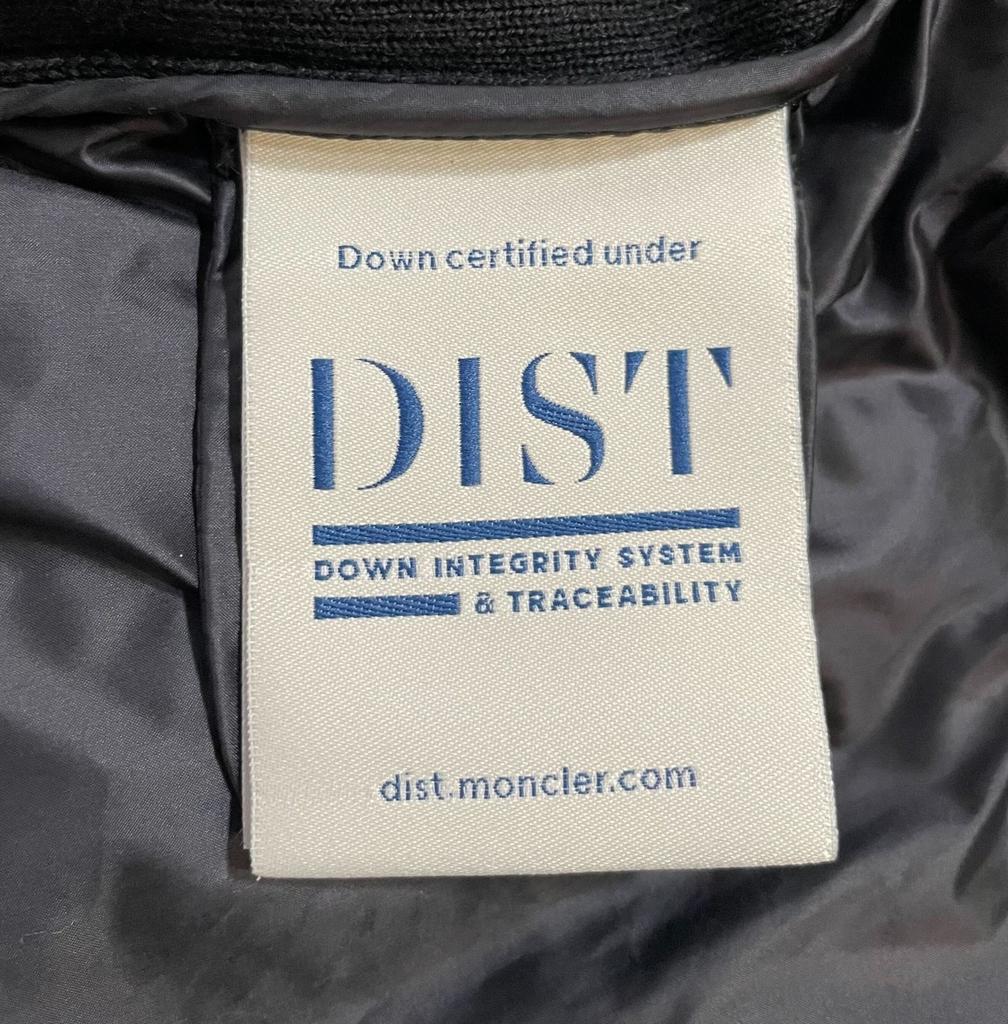 Down certified under
DIST
DOWN INTEGRITY SYSTEM
& TRACEABILITY
dist.moncler.com